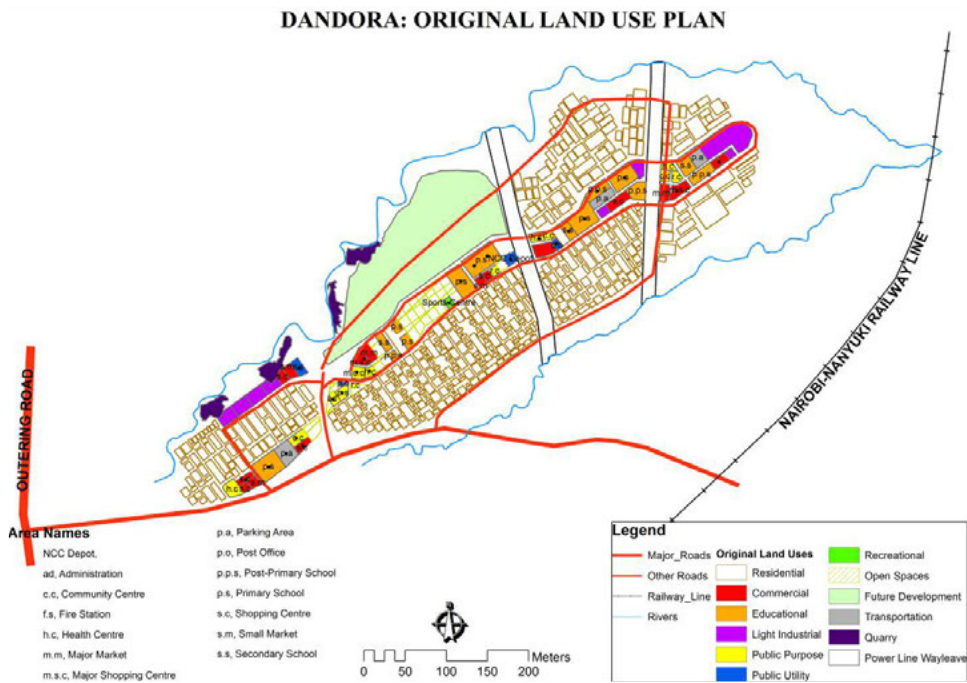 DANDORA: ORIGINAL LAND USE PLAN
OUTERING ROAD
NAIROBI-NANYUKI RAILWAY LINE
NCC Depot
Sports Centre
p.a
s.s
p.p.s
p.s
p.p.s
p.a
p.p.s
p.s
p.s
p.s
s.s
p.s
p.s
p.a
h.c
Area Names
NCC Depot,
ad, Administration
c.c, Community Centre
f.s, Fire Station
h.c, Health Centre
m.m, Major Market
m.s.c, Major Shopping Centre
p.a, Parking Area
p.o, Post Office
p.p.s, Post-Primary School
p.s, Primary School
s.c, Shopping Centre
s.m, Small Market
s.s, Secondary School
0 50 100 150 200
Meters
Legend
Major_Roads
Other Roads
Railway_Line
Rivers
Original Land Uses
Residential
Commercial
Educational
Light Industrial
Public Purpose
Public Utility
Recreational
Open Spaces
Future Development
Transportation
Quarry
Power Line Wayleave